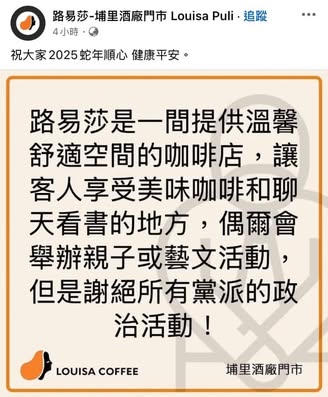 路易莎-埔里酒廠門市 Louisa Puli · 追蹤
4小時 ·
祝大家2025蛇年順心 健康平安。
路易莎是一間提供溫馨
舒適空間的咖啡店，讓
客人享受美味咖啡和聊
天看書的地方，偶爾會
舉辦親子或藝文活動，
但是謝絕所有黨派的政
治活動！
LOUISA COFFEE
埔里酒廠門市